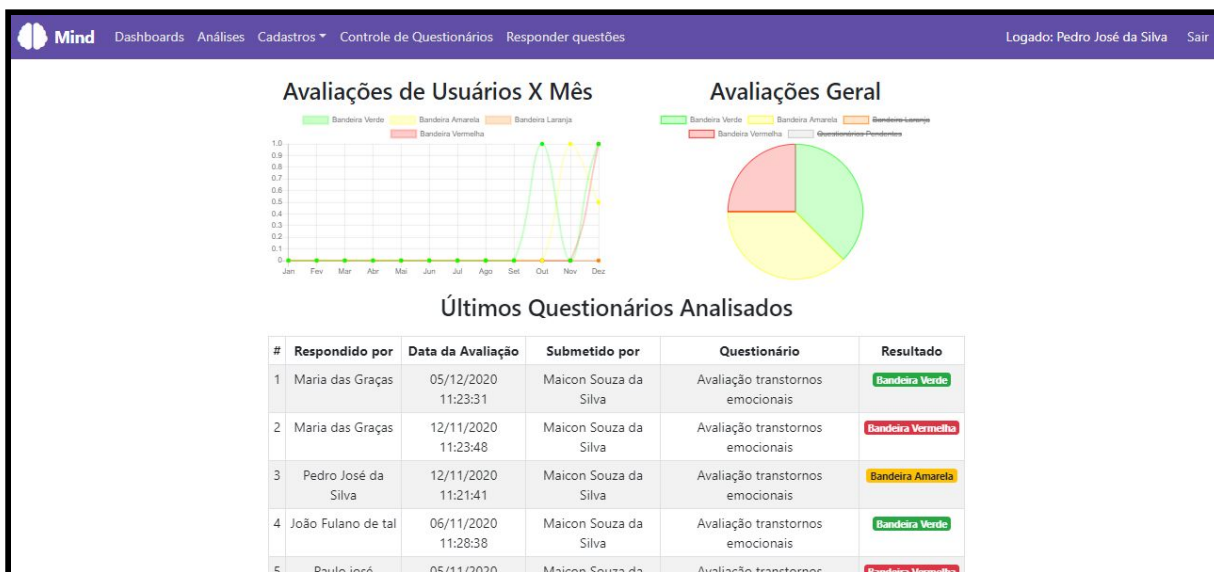 Mind Dashboards Análises Cadastros Controle de Questionários Responder questões Logado: Pedro José da Silva Sair
Avaliações de Usuários X Mês
Bandeira Verde Bandeira Amarela Bandeira Laranja
Bandeira Vermelha
1.0
0.9
0.8
0.7
0.6
0.5
0.4
0.3
0.2
0.1
0
Jan Fev Mar Abr Mai Jun Jul Ago Set Out Nov Dez
Avaliações Geral
Bandeira Verde Bandeira Amarela Bandeira Laranja
Bandeira Vermelha Questionários Pendentes
Últimos Questionários Analisados
# Respondido por Data da Avaliação Submetido por Questionário Resultado
1 Maria das Graças 05/12/2020 Maicon Souza da Avaliação transtornos Bandeira Verde
11:23:31 Silva emocionais
2 Maria das Graças 12/11/2020 Maicon Souza da Avaliação transtornos Bandeira Vermelha
11:23:48 Silva emocionais
3 Pedro José da 12/11/2020 Maicon Souza da Avaliação transtornos Bandeira Amarela
Silva 11:21:41 Silva emocionais
4 João Fulano de tal 06/11/2020 Maicon Souza da Avaliação transtornos Bandeira Verde
11:28:38 Silva emocionais
5 Paulo josé 05/11/2020 Maicon Souza da Avaliação transtornos Bandeira Vermelha